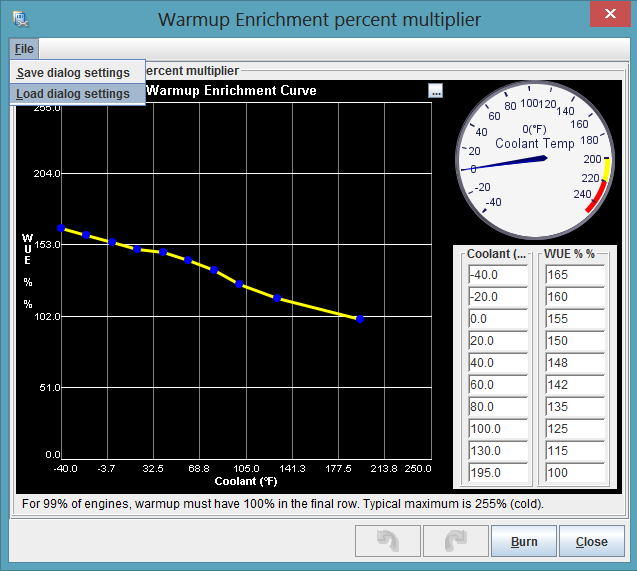 Warmup Enrichment percent multiplier
x
File
Save dialog settings
Load dialog settings
ercent multiplier
Warmup Enrichment Curve
...
255.0
204.0
153.0
102.0
51.0
0.0
WUE % %
-40.0 -3.7 32.5 68.8 105.0 141.3 177.5 213.8 250.0
Coolant (°F)
-40
-20
0
20
40
60
80
100
120
140
160
180
200
220
240
0(°F)
Coolant Temp
Coolant (... WUE % %
-40.0 165
-20.0 160
0.0 155
20.0 150
40.0 148
60.0 142
80.0 135
100.0 125
130.0 115
195.0 100
For 99% of engines, warmup must have 100% in the final row. Typical maximum is 255% (cold).
Burn
Close